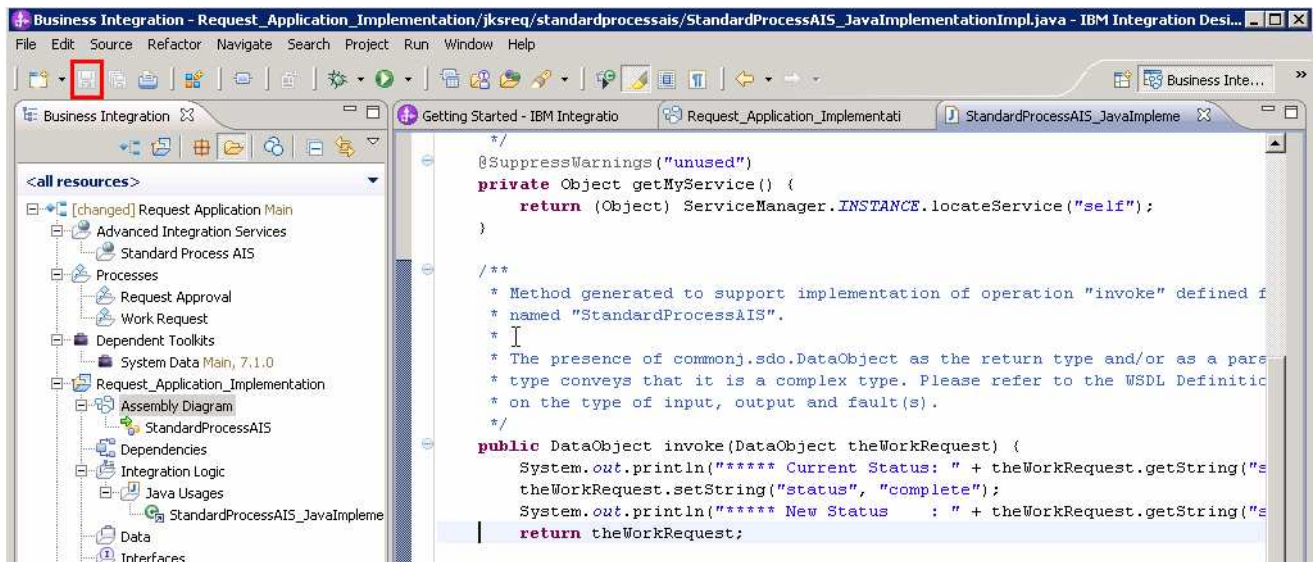 Business Integration - Request_Application_Implementation/jksreq/standardprocessais/StandardProcessAIS_JavaImplementationImpl.java - IBM Integration Desi...
File Edit Source Refactor Navigate Search Project Run Window Help
Business Inte...
Business Integration
Getting Started - IBM Integratio
Request_Application_Implementati
StandardProcessAIS_JavaImpleme
<all resources>
[changed] Request Application Main
Advanced Integration Services
Standard Process AIS
Processes
Request Approval
Work Request
Dependent Toolkits
System Data Main, 7.1.0
Request_Application_Implementation
Assembly Diagram
StandardProcessAIS
Dependencies
Integration Logic
Java Usages
StandardProcessAIS_JavaImpleme
Data
Interfaces
*/
@SuppressWarnings("unused")
private Object getMyService() {
return (Object) ServiceManager.INSTANCE.locateService("self");
}
/**
* Method generated to support implementation of operation "invoke" defined f
* named "StandardProcessAIS".
*
* The presence of commonj.sdo.DataObject as the return type and/or as a para
* type conveys that it is a complex type. Please refer to the WSDL Definitic
* on the type of input, output and fault(s).
*/
public DataObject invoke(DataObject theWorkRequest) {
System.out.println("***** Current Status: " + theWorkRequest.getString("s
theWorkRequest.setString("status", "complete");
System.out.println("***** New Status    : " + theWorkRequest.getString("s
return theWorkRequest;